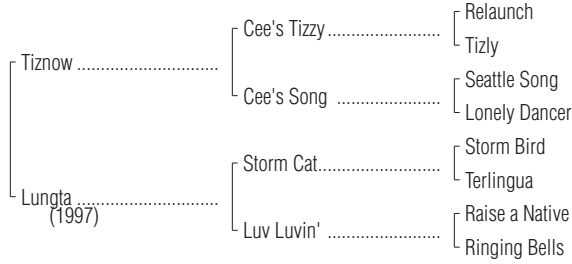 Relaunch
Cee's Tizzy ................................
Tizly
Tiznow ........................................
Seattle Song
Cee's Song .............................
Lonely Dancer
Storm Bird
Storm Cat...................................
Terlingua
Lungta ........................................
(1997)
Raise a Native
Luv Luvin' ................................
Ringing Bells